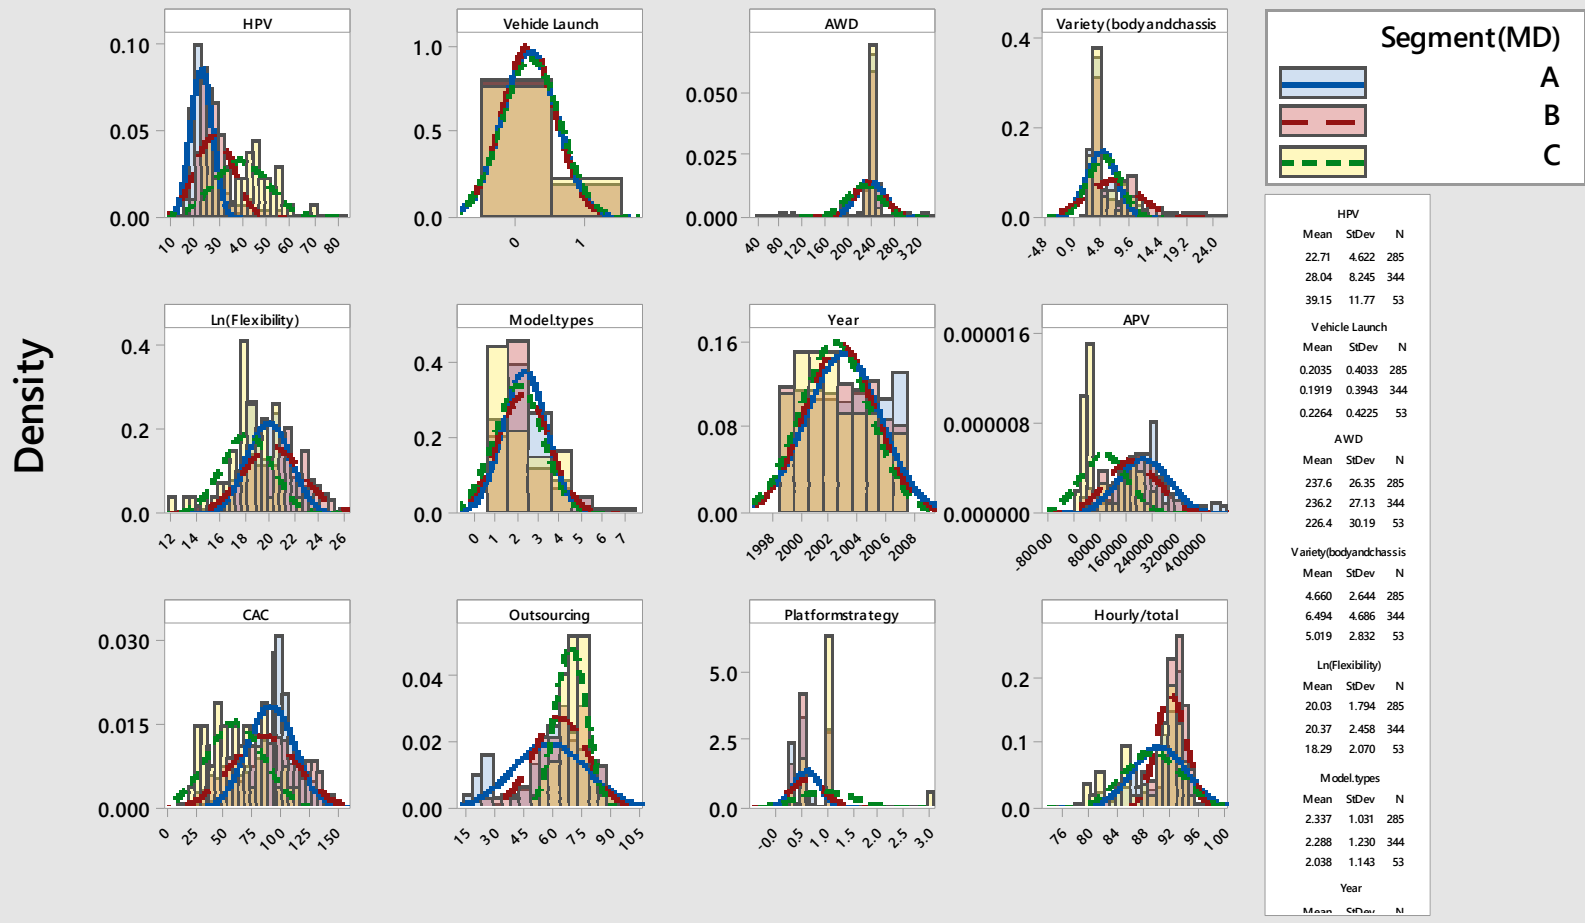 Density
HPV
0.10
0.05
0.00
10 20 30 40 50 60 70 80
Vehicle Launch
1.0
0.5
0.0
0 1
AWD
0.050
0.025
0.000
40 80 120 160 200 240 280 320
Variety(bodyandchassis
0.4
0.2
0.0
-4.8 0.0 4.8 9.6 14.4 19.2 24.0
Ln(Flexibility)
0.4
0.2
0.0
12 14 16 18 20 22 24 26
Model.types
0.4
0.2
0.0
0 1 2 3 4 5 6 7
Year
0.16
0.08
0.00
1998 2000 2002 2004 2006 2008
APV
0.000016
0.000008
0.000000
-80000 0 80000 160000 240000 320000 400000
CAC
0.030
0.015
0.000
0 25 50 75 100 125 150
Outsourcing
0.04
0.02
0.00
15 30 45 60 75 90 105
Platformstrategy
5.0
2.5
0.0
-0.0 0.5 1.0 1.5 2.0 2.5 3.0
Hourly/total
0.2
0.1
0.0
76 80 84 88 92 96 100
Segment(MD)
A
B
C
HPV
Mean StDev N
22.71 4.622 285
28.04 8.245 344
39.15 11.77 53
Vehicle Launch
Mean StDev N
0.2035 0.4033 285
0.1919 0.3943 344
0.2264 0.4225 53
AWD
Mean StDev N
237.6 26.35 285
236.2 27.13 344
226.4 30.19 53
Variety(bodyandchassis
Mean StDev N
4.660 2.644 285
6.494 4.686 344
5.019 2.832 53
Ln(Flexibility)
Mean StDev N
20.03 1.794 285
20.37 2.458 344
18.29 2.070 53
Model.types
Mean StDev N
2.337 1.031 285
2.288 1.230 344
2.038 1.143 53
Year
Mean StDev N